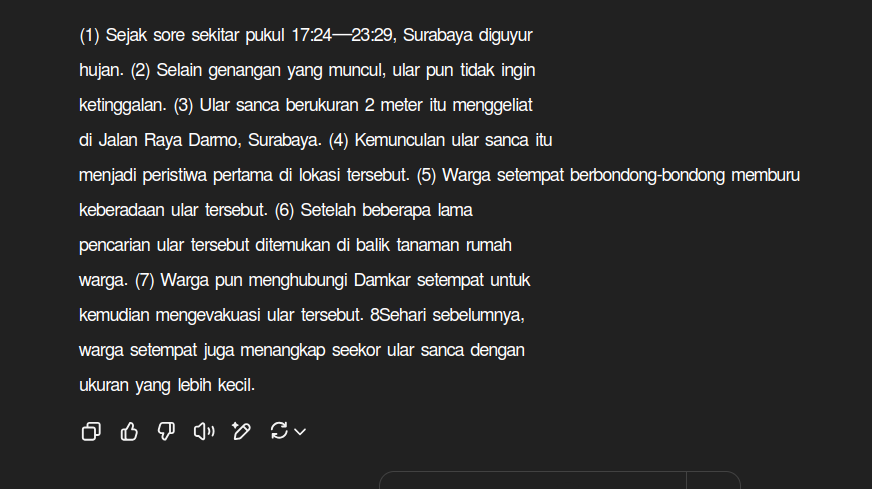 (1) Sejak sore sekitar pukul 17:24—23:29, Surabaya diguyur
hujan. (2) Selain genangan yang muncul, ular pun tidak ingin
ketinggalan. (3) Ular sanca berukuran 2 meter itu menggeliat
di Jalan Raya Darmo, Surabaya. (4) Kemunculan ular sanca itu
menjadi peristiwa pertama di lokasi tersebut. (5) Warga setempat berbondong-bondong memburu
keberadaan ular tersebut. (6) Setelah beberapa lama
pencarian ular tersebut ditemukan di balik tanaman rumah
warga. (7) Warga pun menghubungi Damkar setempat untuk
kemudian mengevakuasi ular tersebut. 8Sehari sebelumnya,
warga setempat juga menangkap seekor ular sanca dengan
ukuran yang lebih kecil.